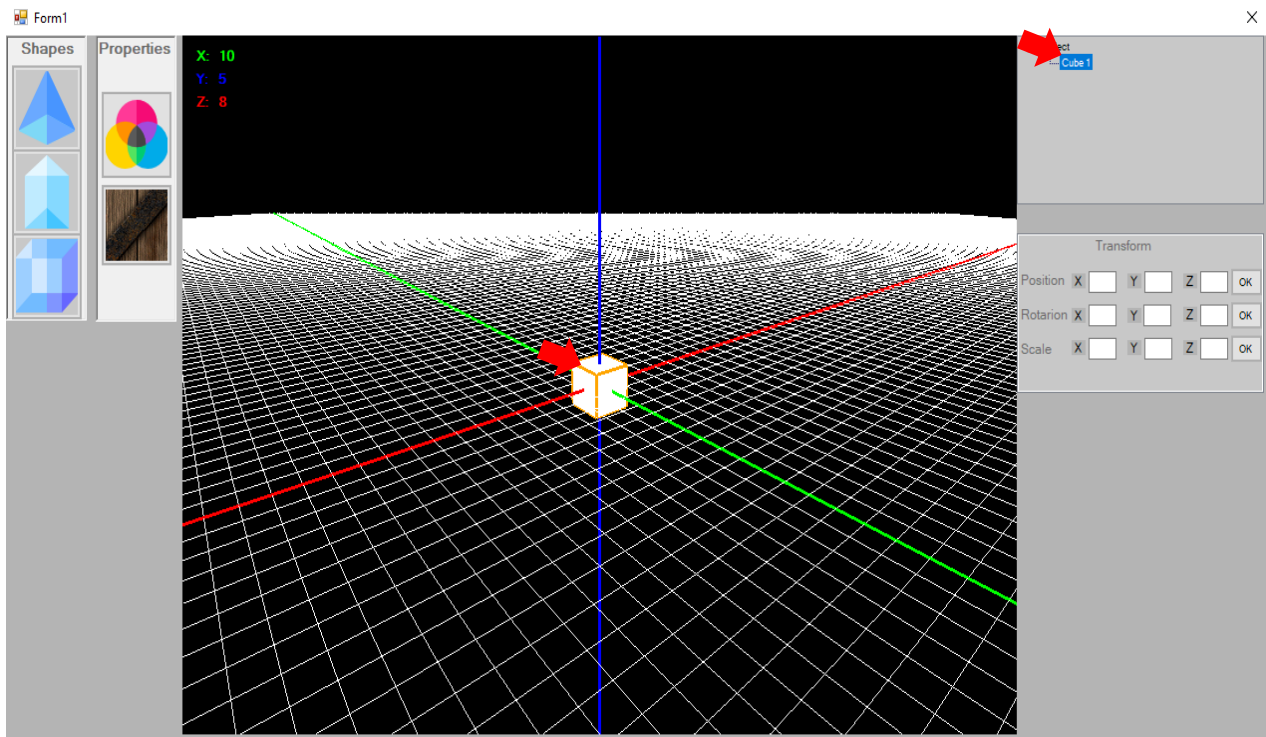 Form1
Shapes
Properties
X: 10
Y: 5
Z: 8
Cube 1
Transform
Position X Y Z OK
Rotarion X Y Z OK
Scale X Y Z OK